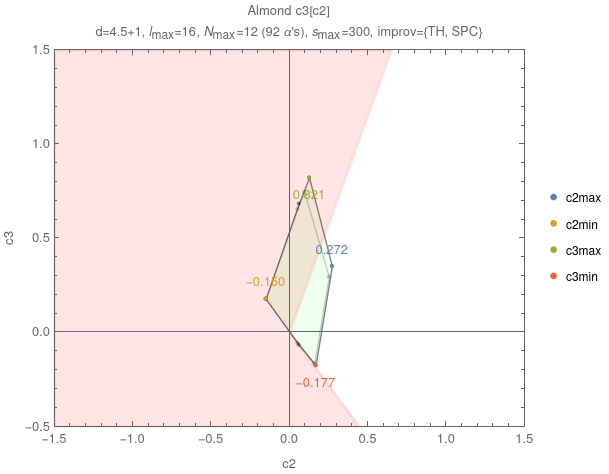 Almond c3[c2]
d=4.5+1, lmax=16, Nmax=12 (92 α's), smax=300, improv={TH, SPC}
1.5
1.0
0.5
0.0
−0.5
c3
0.821
0.272
−0.150
−0.177
−1.5
−1.0
−0.5
0.0
0.5
1.0
1.5
c2
c2max
c2min
c3max
c3min